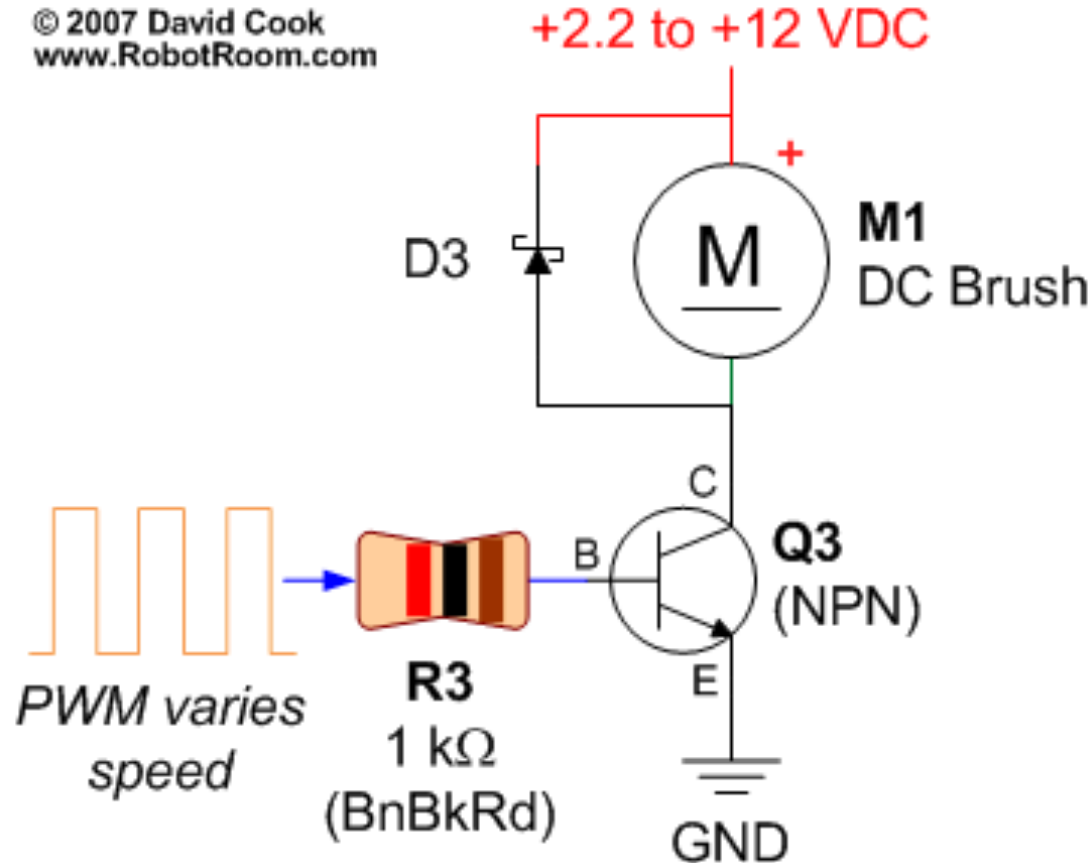 © 2007 David Cook
www.RobotRoom.com
+2.2 to +12 VDC
+
D3
M
M1
DC Brush
C
B
Q3
(NPN)
E
R3
1 kΩ
(BnBkRd)
PWM varies
speed
GND